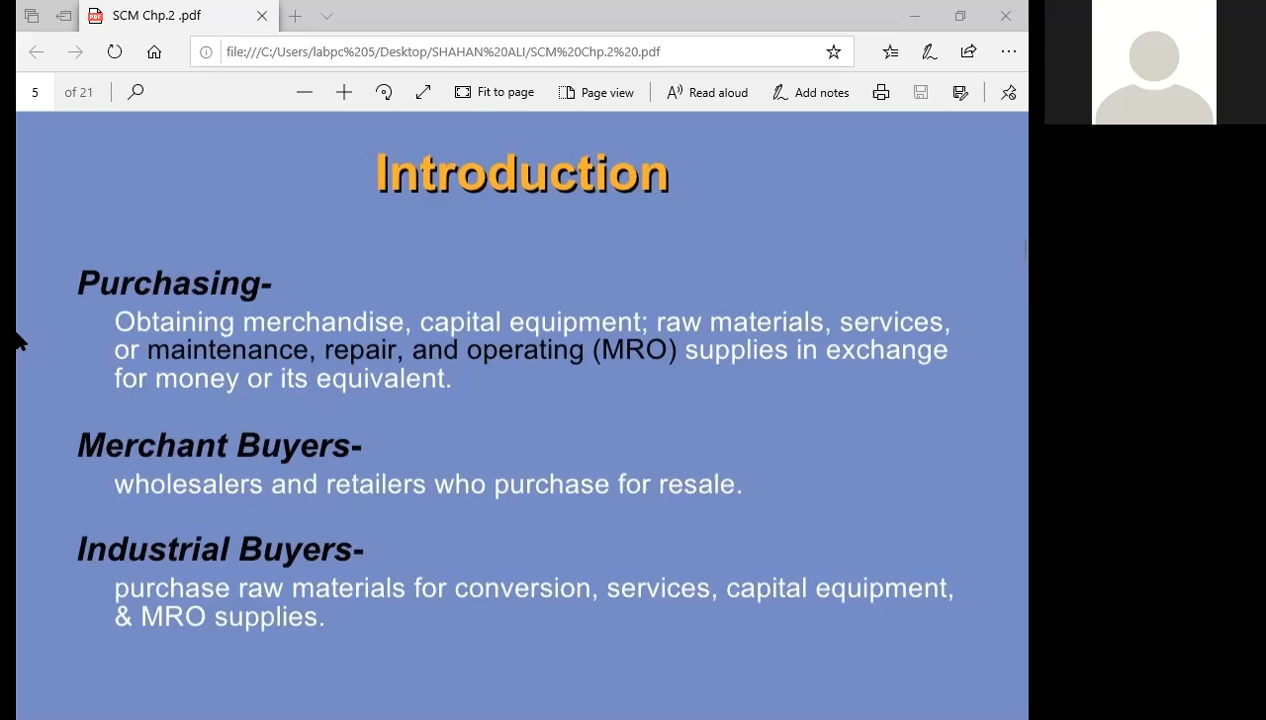 SCM Chp.2 .pdf
file:///C:/Users/labpc%205/Desktop/SHAHAN%20ALI/SCM%20Chp.2%20.pdf
5 of 21 Fit to page Page view Read aloud Add notes
Introduction
Purchasing-
Obtaining merchandise, capital equipment; raw materials, services,
or maintenance, repair, and operating (MRO) supplies in exchange
for money or its equivalent.
Merchant Buyers-
wholesalers and retailers who purchase for resale.
Industrial Buyers-
purchase raw materials for conversion, services, capital equipment,
& MRO supplies.